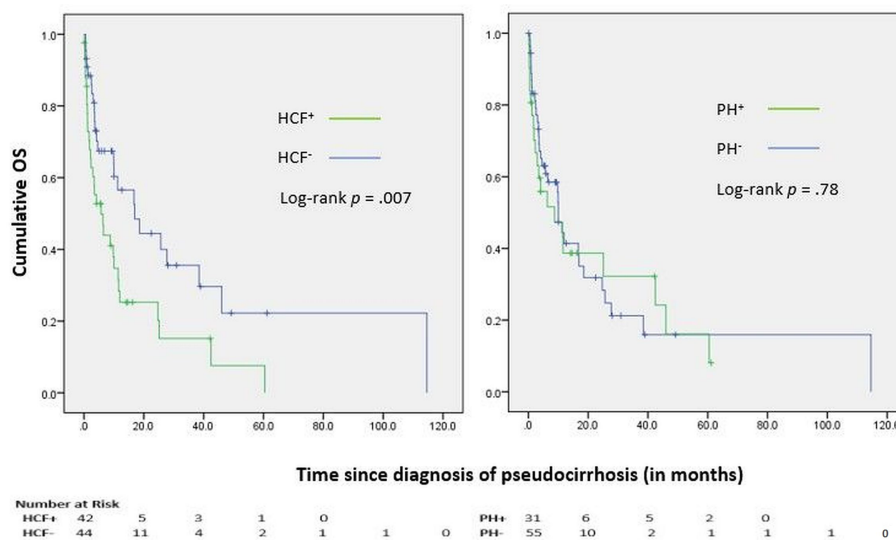 1.0
0.8
0.6
0.4
0.2
0.0
Cumulative OS
HCF+
HCF-
Log-rank p = .007
.0 20.0 40.0 60.0 80.0 100.0 120.0
1.0
0.8
0.6
0.4
0.2
0.0
PH+
PH-
Log-rank p = .78
.0 20.0 40.0 60.0 80.0 100.0 120.0
Time since diagnosis of pseudocirrhosis (in months)
Number at Risk
HCF+ 42 5 3 1 0
HCF- 44 11 4 2 1 1 0
PH+ 31 6 5 2 0
PH- 55 10 2 1 1 1 0